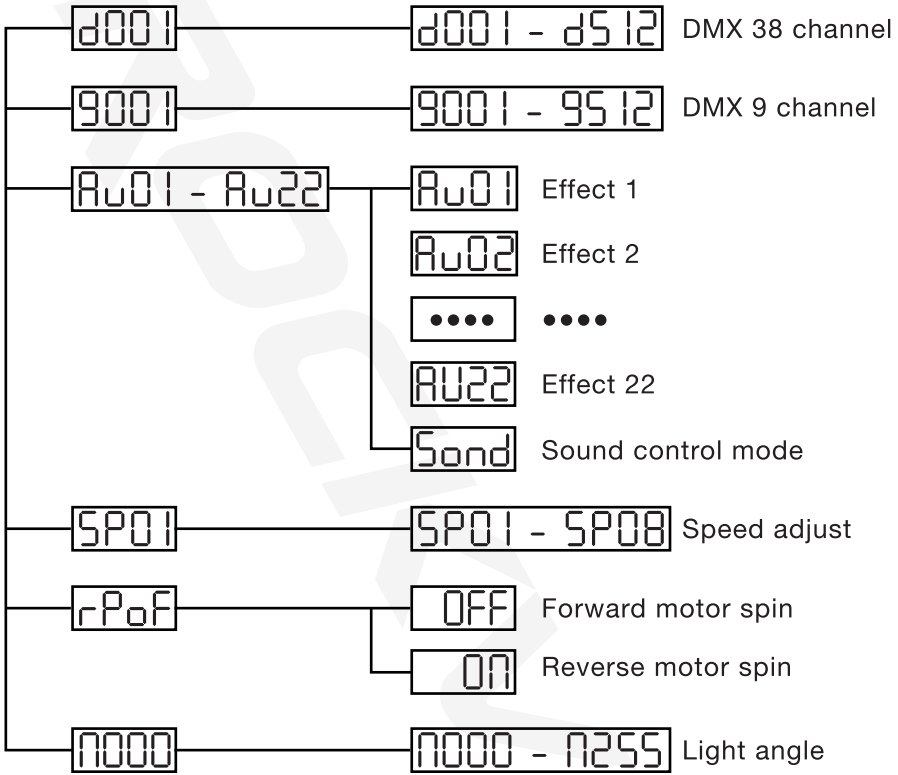 d001 d001 - d512 DMX 38 channel
9001 9001 - 9512 DMX 9 channel
Au01 - Au22 Au01 Effect 1
Au02 Effect 2
•••• ••••
AU22 Effect 22
Sond Sound control mode
SP01 SP01 - SP08 Speed adjust
rPoF OFF Forward motor spin
ON Reverse motor spin
N000 N000 - N255 Light angle